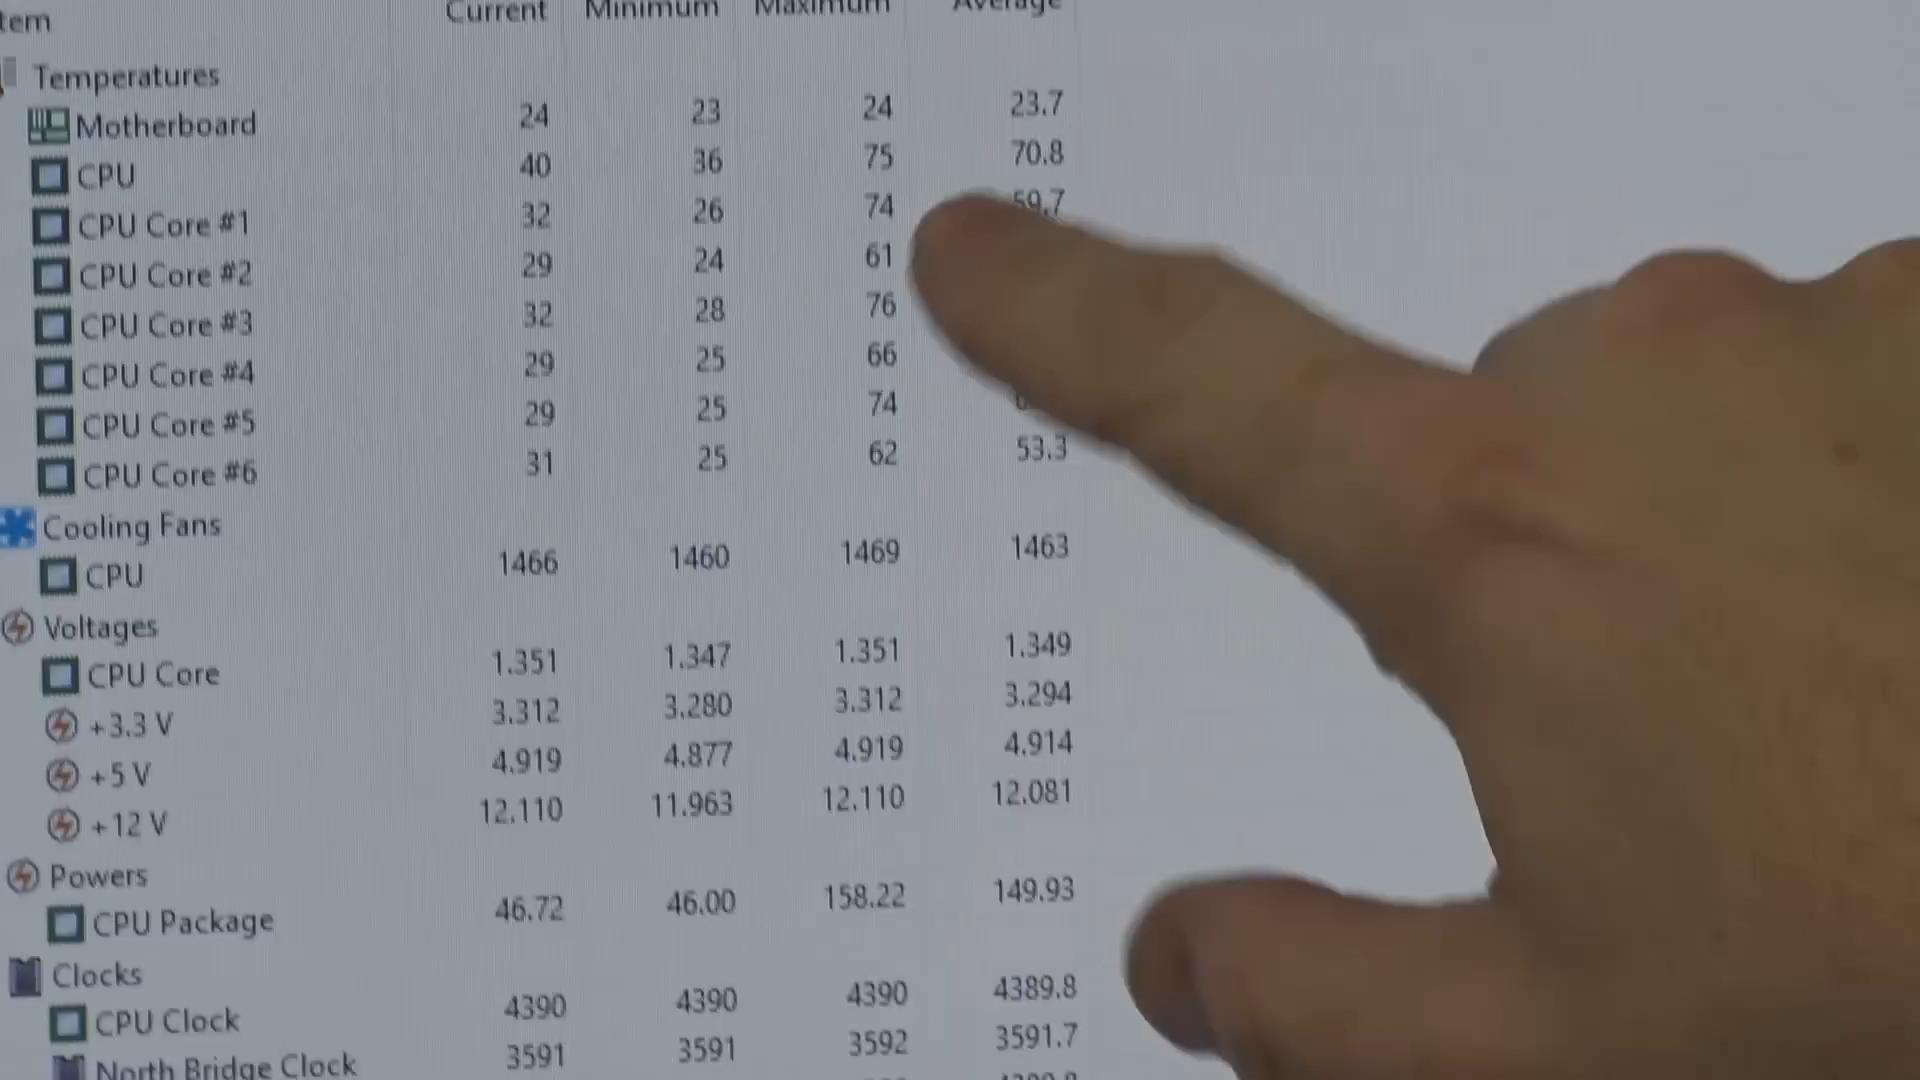 tem Current Minimum Maximum Average
Temperatures
Motherboard 24 23 24 23.7
CPU 40 36 75 70.8
CPU Core #1 32 26 74 59.7
CPU Core #2 29 24 61
CPU Core #3 32 28 76
CPU Core #4 29 25 66
CPU Core #5 29 25 74
CPU Core #6 31 25 62 53.3
Cooling Fans
CPU 1466 1460 1469 1463
Voltages
CPU Core 1.351 1.347 1.351 1.349
+3.3 V 3.312 3.280 3.312 3.294
+5 V 4.919 4.877 4.919 4.914
+12 V 12.110 11.963 12.110 12.081
Powers
CPU Package 46.72 46.00 158.22 149.93
Clocks
CPU Clock 4390 4390 4390 4389.8
North Bridge Clock 3591 3591 3592 3591.7